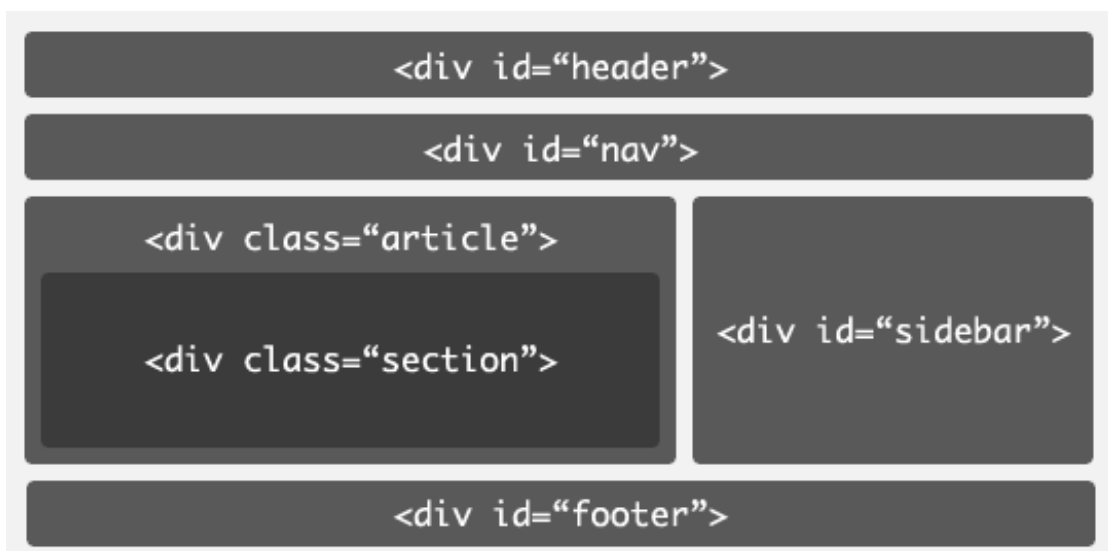 <div id=“header”>
<div id=“nav”>
<div class=“article”>
<div class=“section”>
<div id=“sidebar”>
<div id=“footer”>